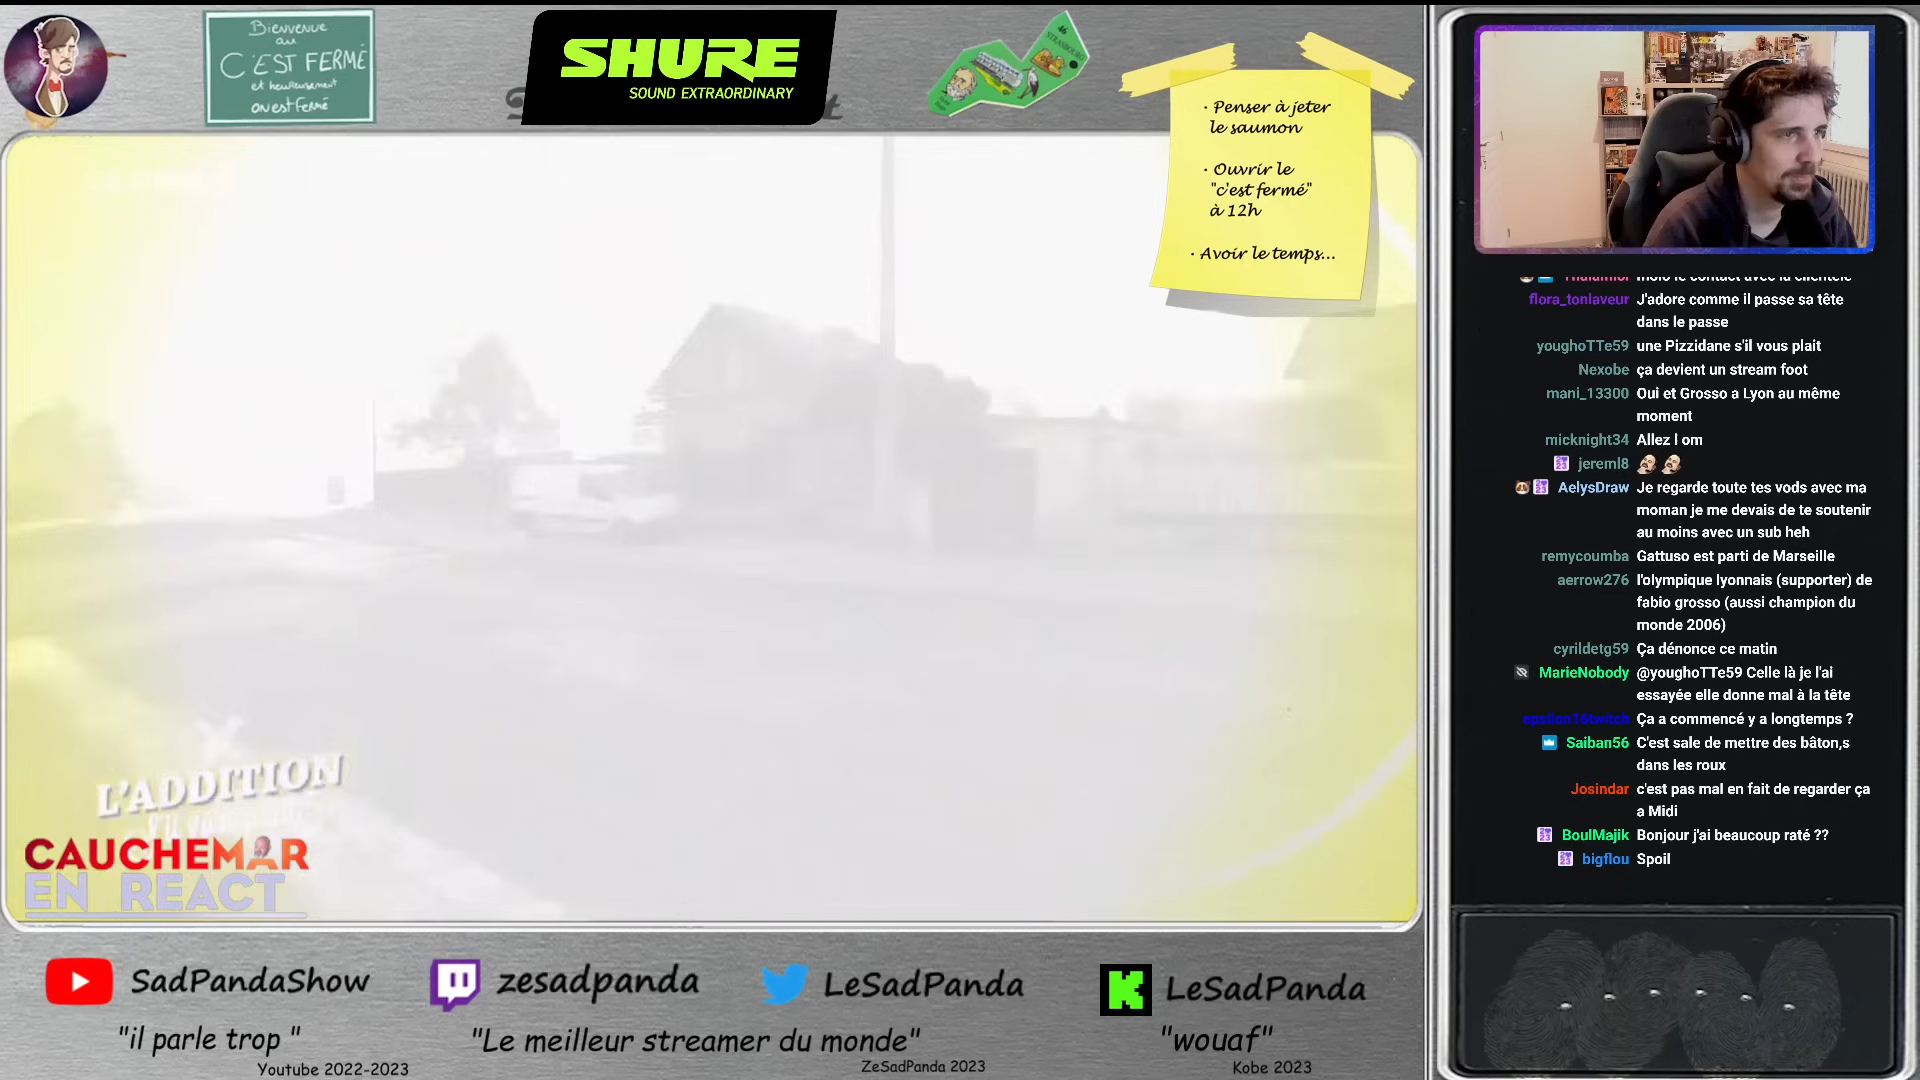 Bienvenue
au
C'EST FERMÉ
et heureusement
on est fermé
SHURE
SOUND EXTRAORDINARY
STRASBOURG
· Penser à jeter
le saumon
· Ouvrir le
"c'est fermé"
à 12h
· Avoir le temps...
flora_tonlaveur J'adore comme il passe sa tête
dans le passe
youghoTTe59 une Pizzidane s'il vous plait
Nexobe ça devient un stream foot
mani_13300 Oui et Grosso a Lyon au même
moment
micknight34 Allez l om
jereml8
AelysDraw Je regarde toute tes vods avec ma
moman je me devais de te soutenir
au moins avec un sub heh
remycoumba Gattuso est parti de Marseille
aerrow276 l'olympique lyonnais (supporter) de
fabio grosso (aussi champion du
monde 2006)
cyrildetg59 Ça dénonce ce matin
MarieNobody @youghoTTe59 Celle là je l'ai
essayée elle donne mal à la tête
epsilon16twitch Ça a commencé y a longtemps ?
Saiban56 C'est sale de mettre des bâton,s
dans les roux
Josindar c'est pas mal en fait de regarder ça
a Midi
BoulMajik Bonjour j'ai beaucoup raté ??
bigflou Spoil
L'ADDITION
CAUCHEMAR
EN REACT
SadPandaShow
"il parle trop "
Youtube 2022-2023
zesadpanda
"Le meilleur streamer du monde"
ZeSadPanda 2023
LeSadPanda
K
LeSadPanda
"wouaf"
Kobe 2023